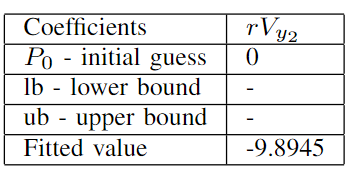 Coefficients rV_{y_2}
P_0 - initial guess 0
lb - lower bound -
ub - upper bound -
Fitted value -9.8945